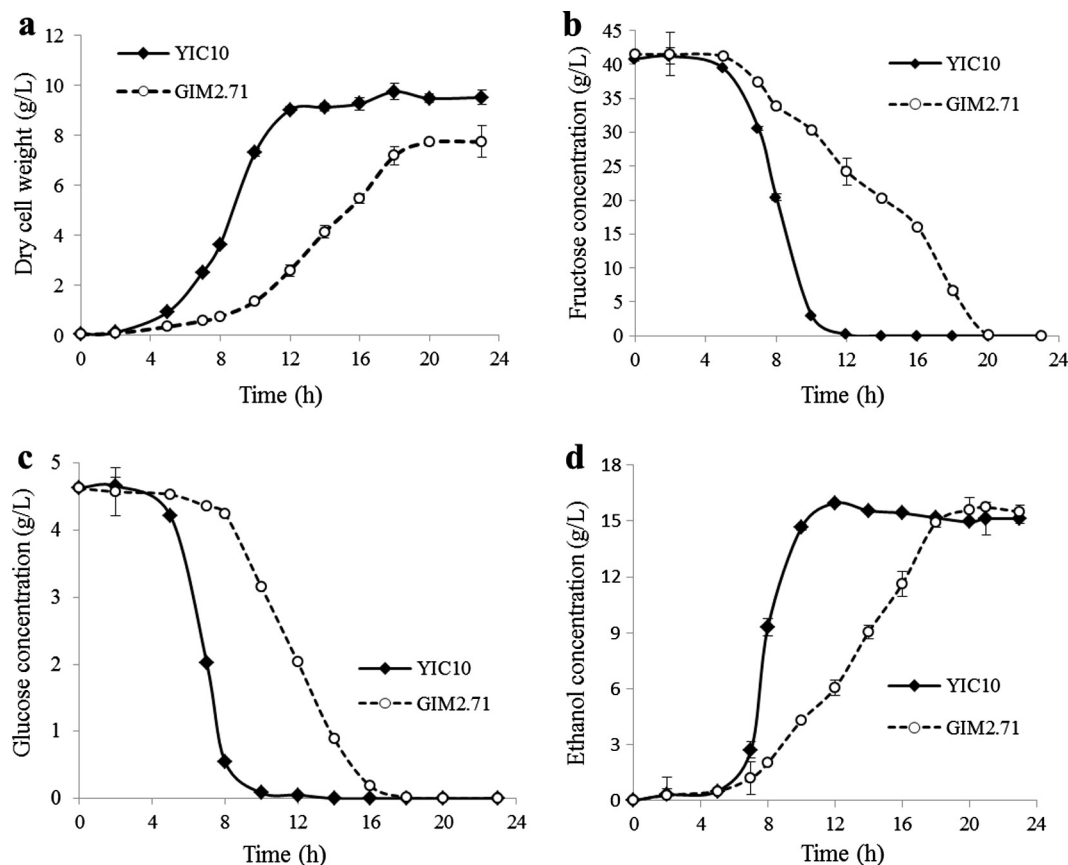 a
YIC10
GIM2.71
Dry cell weight (g/L)
12
10
8
6
4
2
0
0 4 8 12 16 20 24
Time (h)
b
YIC10
GIM2.71
Fructose concentration (g/L)
45
40
35
30
25
20
15
10
5
0
0 4 8 12 16 20 24
Time (h)
c
YIC10
GIM2.71
Glucose concentration (g/L)
5
4
3
2
1
0
0 4 8 12 16 20 24
Time (h)
d
YIC10
GIM2.71
Ethanol concentration (g/L)
18
15
12
9
6
3
0
0 4 8 12 16 20 24
Time (h)